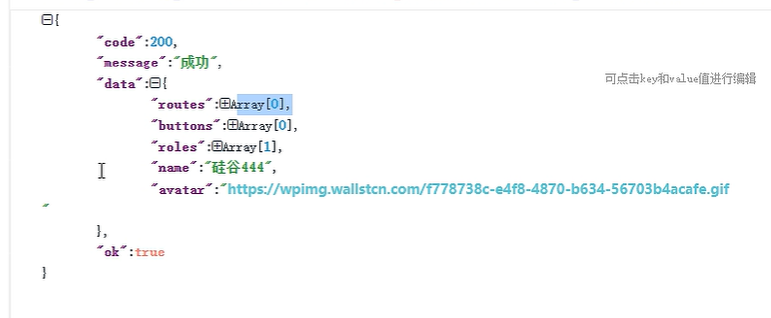 {
"code":200,
"message":"成功",
"data":{
可点击key和value值进行编辑
"routes":Array[0],
"buttons":Array[0],
"roles":Array[1],
"name":"硅谷444",
"avatar":"https://wpimg.wallstcn.com/f778738c-e4f8-4870-b634-56703b4acafe.gif
"
},
"ok":true
}